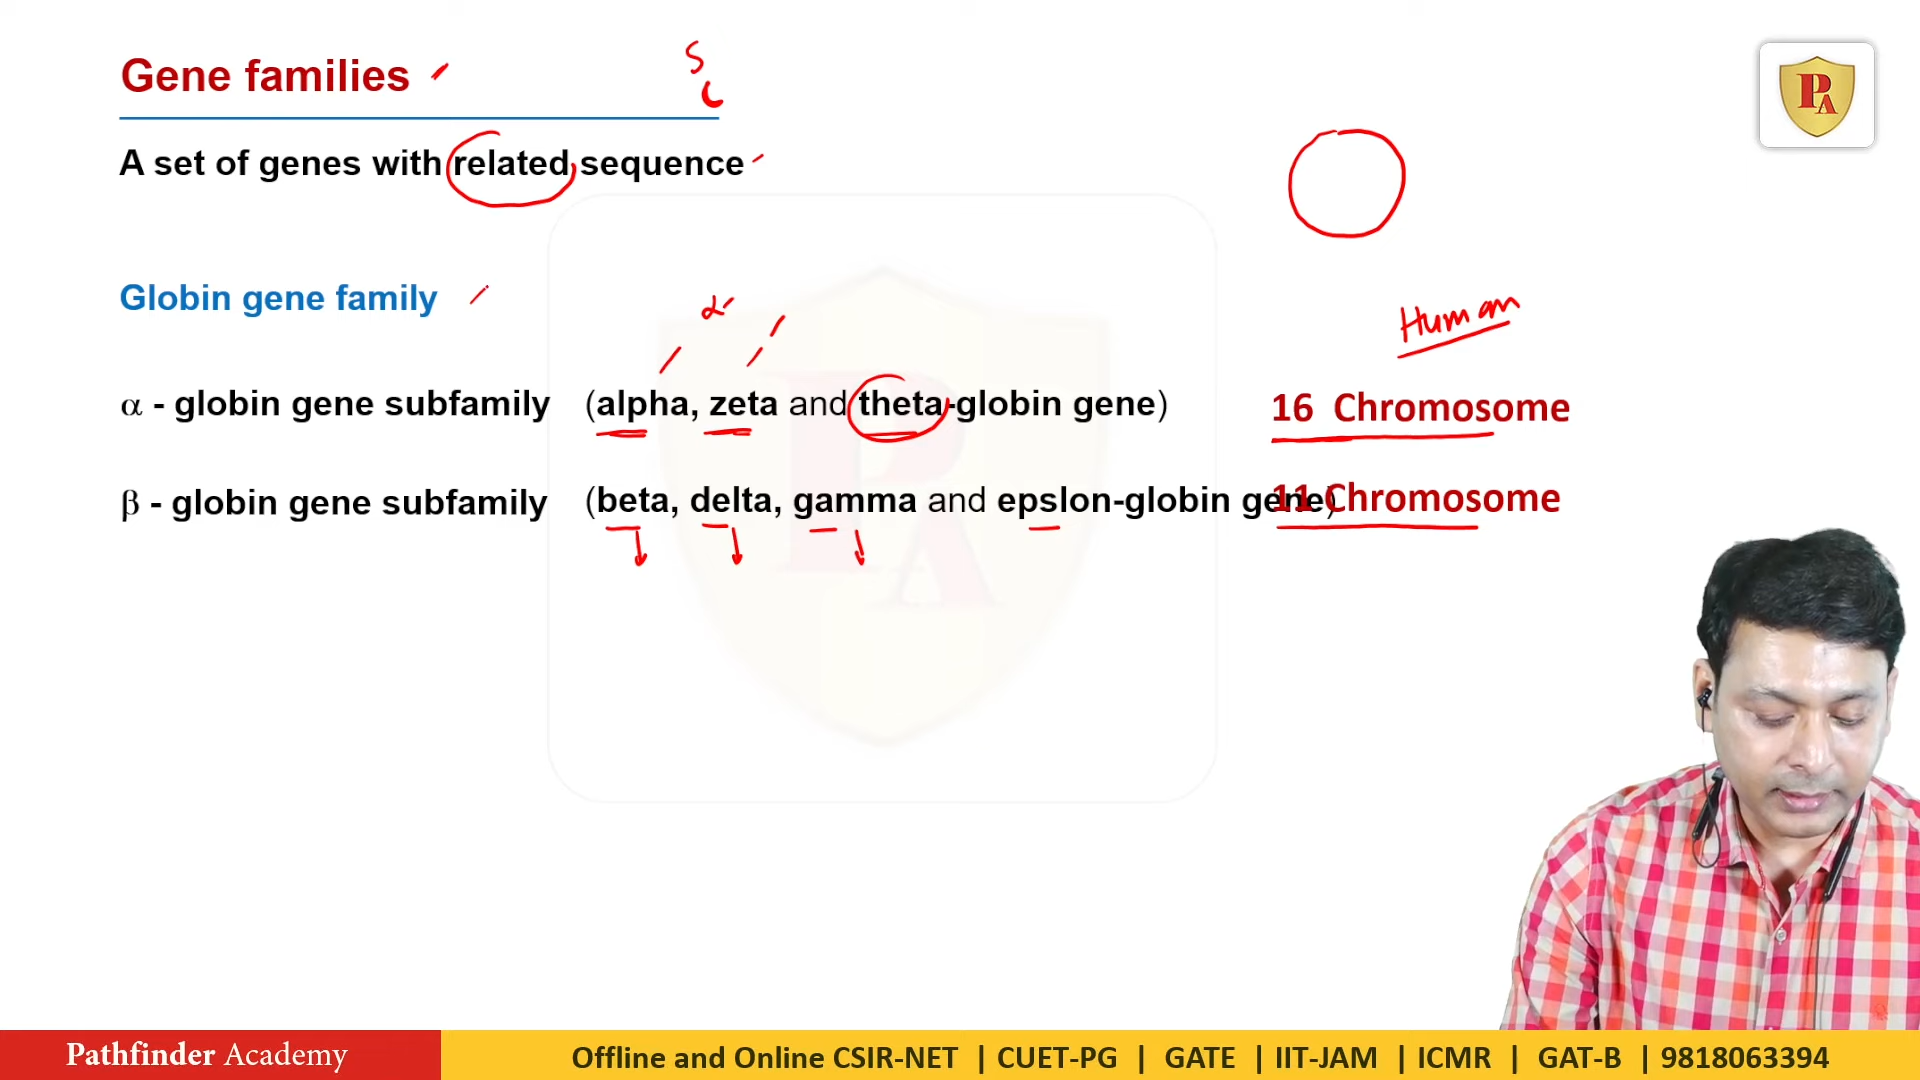 Gene families
S
A set of genes with related sequence
Globin gene family
α
Human
α - globin gene subfamily (alpha, zeta and theta-globin gene) 16 Chromosome
β - globin gene subfamily (beta, delta, gamma and epslon-globin gene) 11 Chromosome
PA
PA
Pathfinder Academy
Offline and Online CSIR-NET | CUET-PG | GATE | IIT-JAM | ICMR | GAT-B | 9818063394